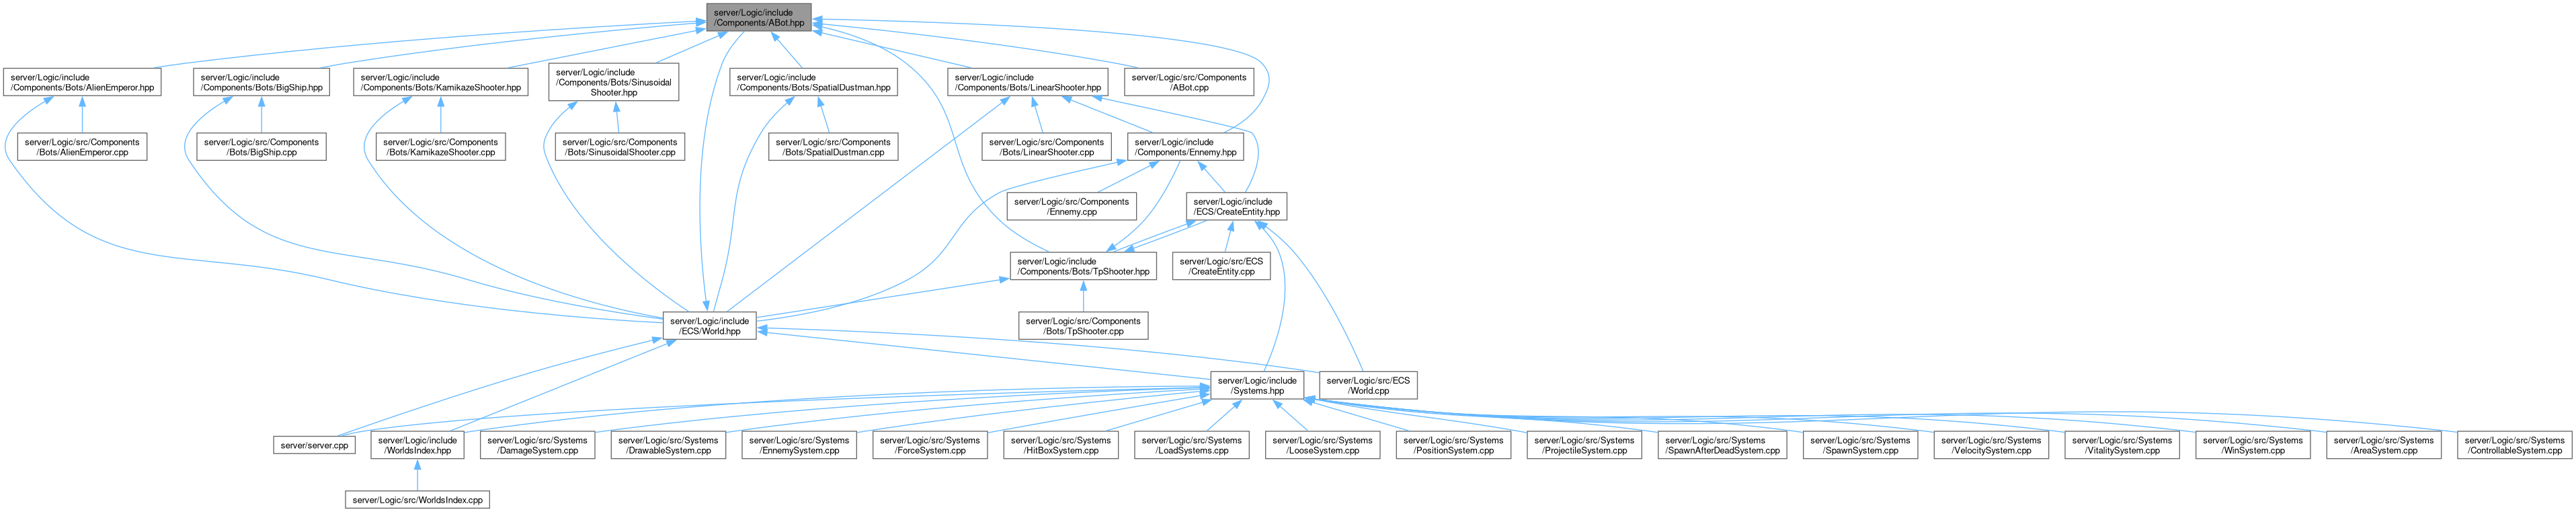 server/Logic/include
/Components/ABot.hpp
server/Logic/include
/Components/Bots/AlienEmperor.hpp
server/Logic/include
/Components/Bots/BigShip.hpp
server/Logic/include
/Components/Bots/KamikazeShooter.hpp
server/Logic/include
/Components/Bots/Sinusoidal
Shooter.hpp
server/Logic/include
/Components/Bots/SpatialDustman.hpp
server/Logic/include
/Components/Bots/LinearShooter.hpp
server/Logic/src/Components
/ABot.cpp
server/Logic/src/Components
/Bots/AlienEmperor.cpp
server/Logic/src/Components
/Bots/BigShip.cpp
server/Logic/src/Components
/Bots/KamikazeShooter.cpp
server/Logic/src/Components
/Bots/SinusoidalShooter.cpp
server/Logic/src/Components
/Bots/SpatialDustman.cpp
server/Logic/src/Components
/Bots/LinearShooter.cpp
server/Logic/include
/Components/Ennemy.hpp
server/Logic/src/Components
/Ennemy.cpp
server/Logic/include
/ECS/CreateEntity.hpp
server/Logic/include
/Components/Bots/TpShooter.hpp
server/Logic/src/ECS
/CreateEntity.cpp
server/Logic/include
/ECS/World.hpp
server/Logic/src/Components
/Bots/TpShooter.cpp
server/Logic/include
/Systems.hpp
server/Logic/src/ECS
/World.cpp
server/server.cpp
server/Logic/include
/WorldsIndex.hpp
server/Logic/src/Systems
/DamageSystem.cpp
server/Logic/src/Systems
/DrawableSystem.cpp
server/Logic/src/Systems
/EnnemySystem.cpp
server/Logic/src/Systems
/ForceSystem.cpp
server/Logic/src/Systems
/HitBoxSystem.cpp
server/Logic/src/Systems
/LoadSystems.cpp
server/Logic/src/Systems
/LooseSystem.cpp
server/Logic/src/Systems
/PositionSystem.cpp
server/Logic/src/Systems
/ProjectileSystem.cpp
server/Logic/src/Systems
/SpawnAfterDeadSystem.cpp
server/Logic/src/Systems
/SpawnSystem.cpp
server/Logic/src/Systems
/VelocitySystem.cpp
server/Logic/src/Systems
/VitalitySystem.cpp
server/Logic/src/Systems
/WinSystem.cpp
server/Logic/src/Systems
/AreaSystem.cpp
server/Logic/src/Systems
/ControllableSystem.cpp
server/Logic/src/WorldsIndex.cpp